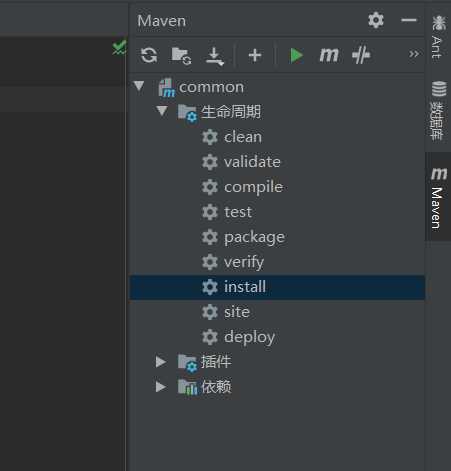 Maven
common
生命周期
clean
validate
compile
test
package
verify
install
site
deploy
插件
依赖
Ant
数据库
Maven